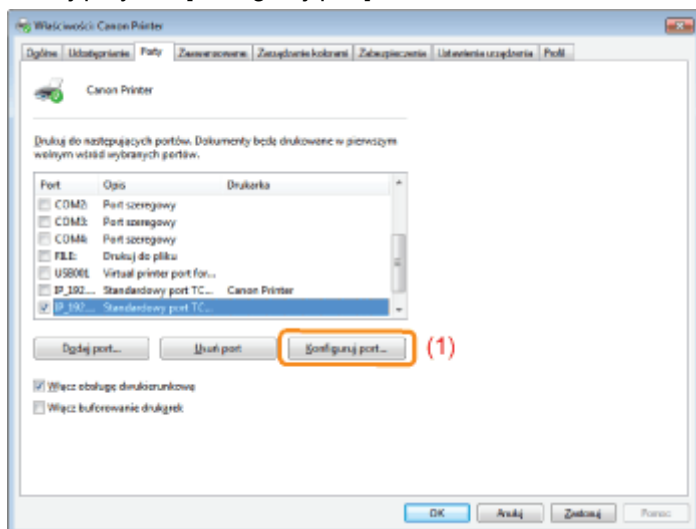 Właściwości: Canon Printer
Ogólne Udostępnianie Porty Zaawansowane Zarządzanie kolorami Zabezpieczenia Ustawienia urządzenia Profil
Canon Printer
Drukuj do następujących portów. Dokumenty będą drukowane w pierwszym
wolnym wśród wybranych portów.
Port Opis Drukarka
COM2: Port szeregowy
COM3: Port szeregowy
COM4: Port szeregowy
FILE: Drukuj do pliku
USB001 Virtual printer port for...
IP_192.... Standardowy port TC... Canon Printer
IP_192.... Standardowy port TC...
Dodaj port... Usuń port Konfiguruj port... (1)
Włącz obsługę dwukierunkową
Włącz buforowanie drukarek
OK Anuluj Zastosuj Pomoc